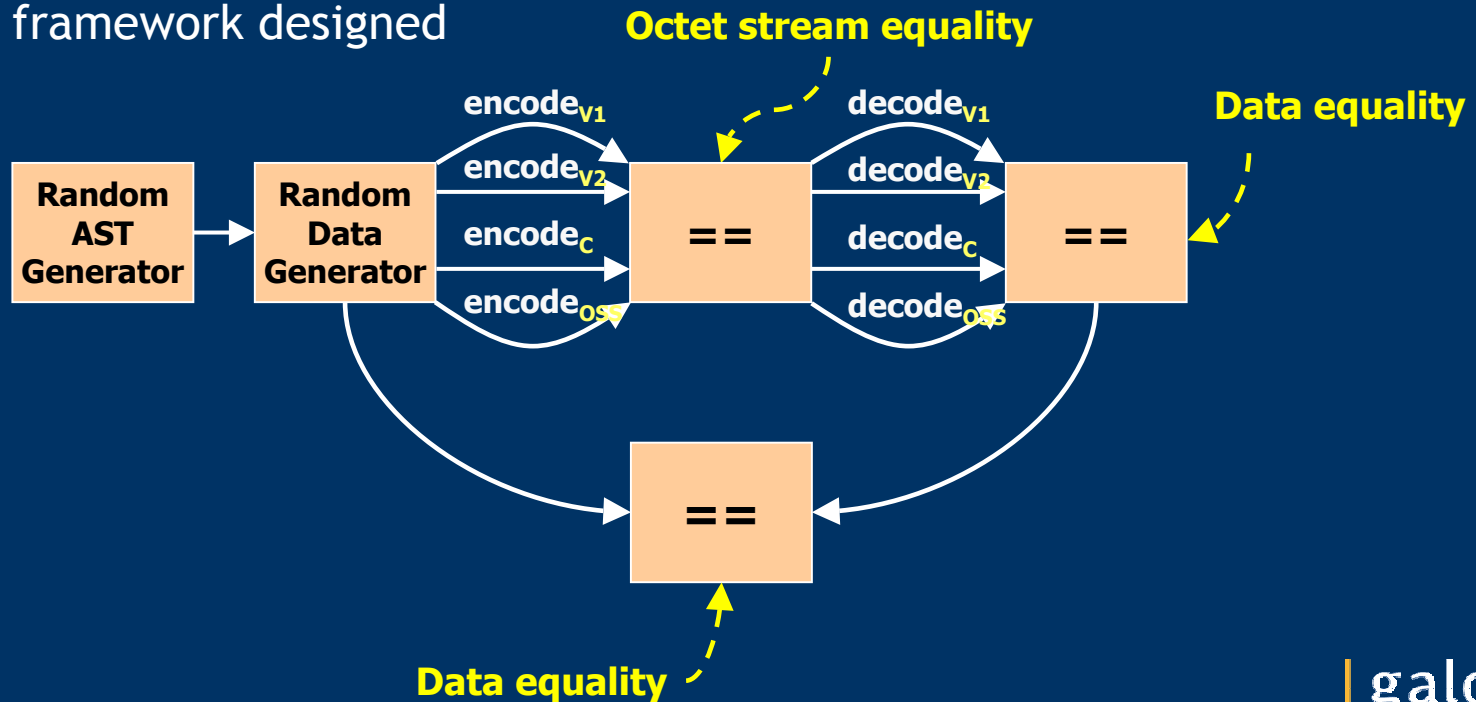 framework designed
Octet stream equality
Data equality
encodeV1
encodeV2
encodeC
encodeOSS
decodeV1
decodeV2
decodeC
decodeOSS
Random
AST
Generator
Random
Data
Generator
==
==
==
Data equality